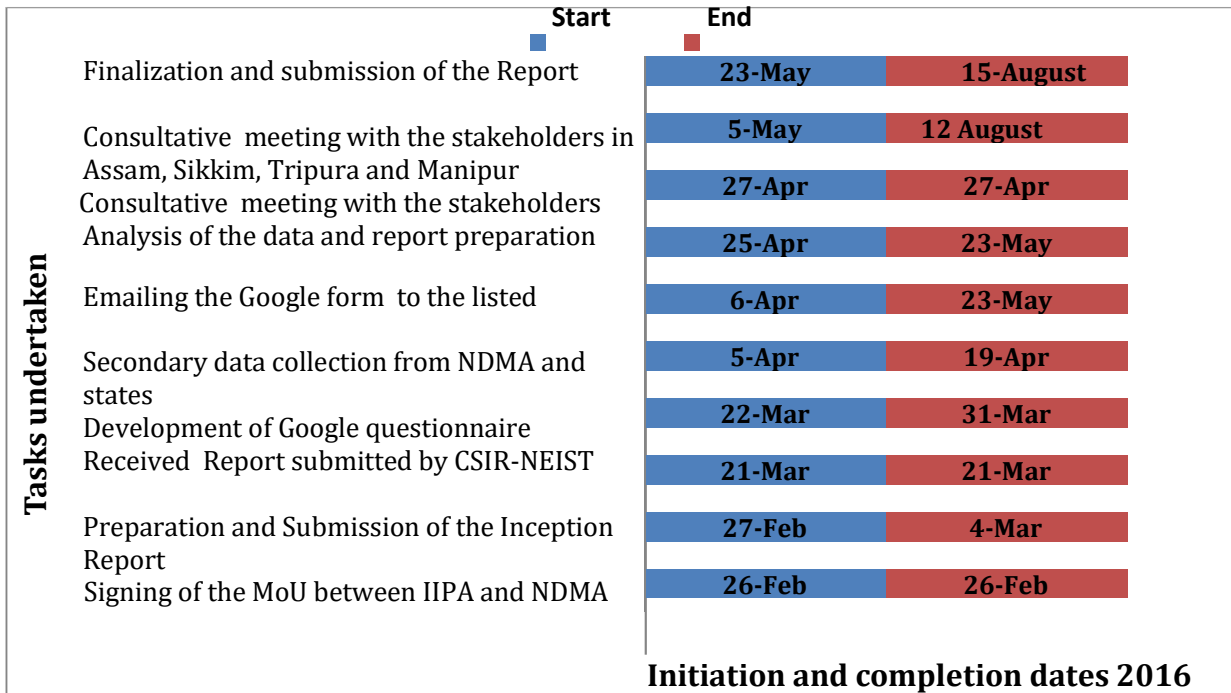 Start End
Finalization and submission of the Report 23-May 15-August
Consultative meeting with the stakeholders in 5-May 12 August
Assam, Sikkim, Tripura and Manipur
27-Apr 27-Apr
Consultative meeting with the stakeholders
Analysis of the data and report preparation 25-Apr 23-May
Emailing the Google form to the listed 6-Apr 23-May
Secondary data collection from NDMA and 5-Apr 19-Apr
states
22-Mar 31-Mar
Development of Google questionnaire
Received Report submitted by CSIR-NEIST 21-Mar 21-Mar
Preparation and Submission of the Inception 27-Feb 4-Mar
Report
Signing of the MoU between IIPA and NDMA 26-Feb 26-Feb
Tasks undertaken
Initiation and completion dates 2016